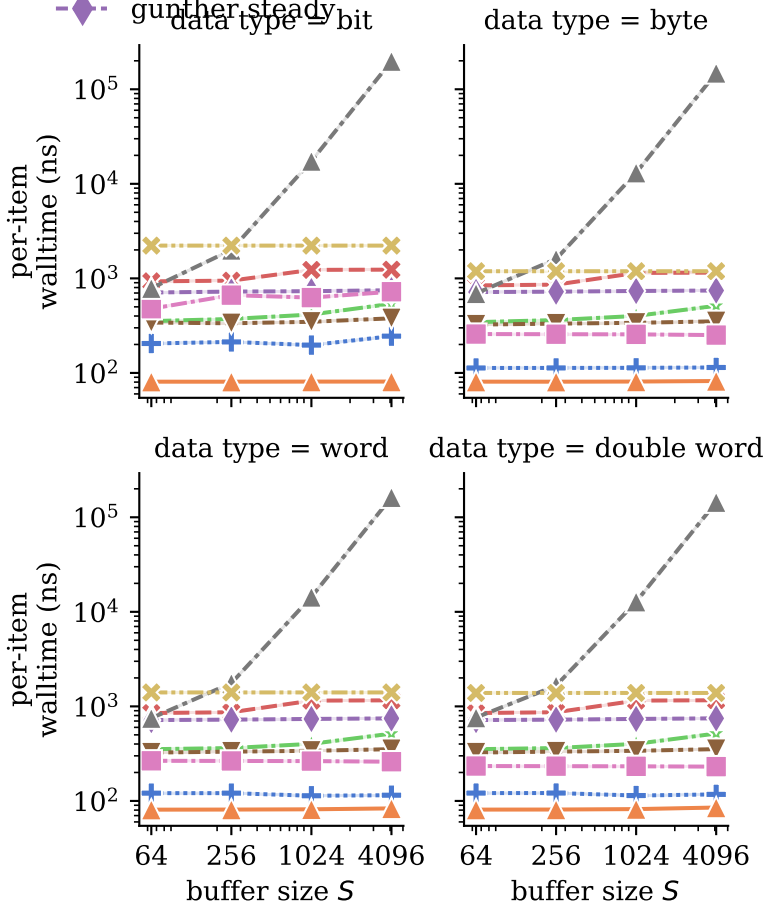 gunther steady
data type = bit
data type = byte
per-item
walltime (ns)
10⁵
10⁴
10³
10²
data type = word
data type = double word
per-item
walltime (ns)
10⁵
10⁴
10³
10²
64 256 1024 4096
64 256 1024 4096
buffer size S
buffer size S